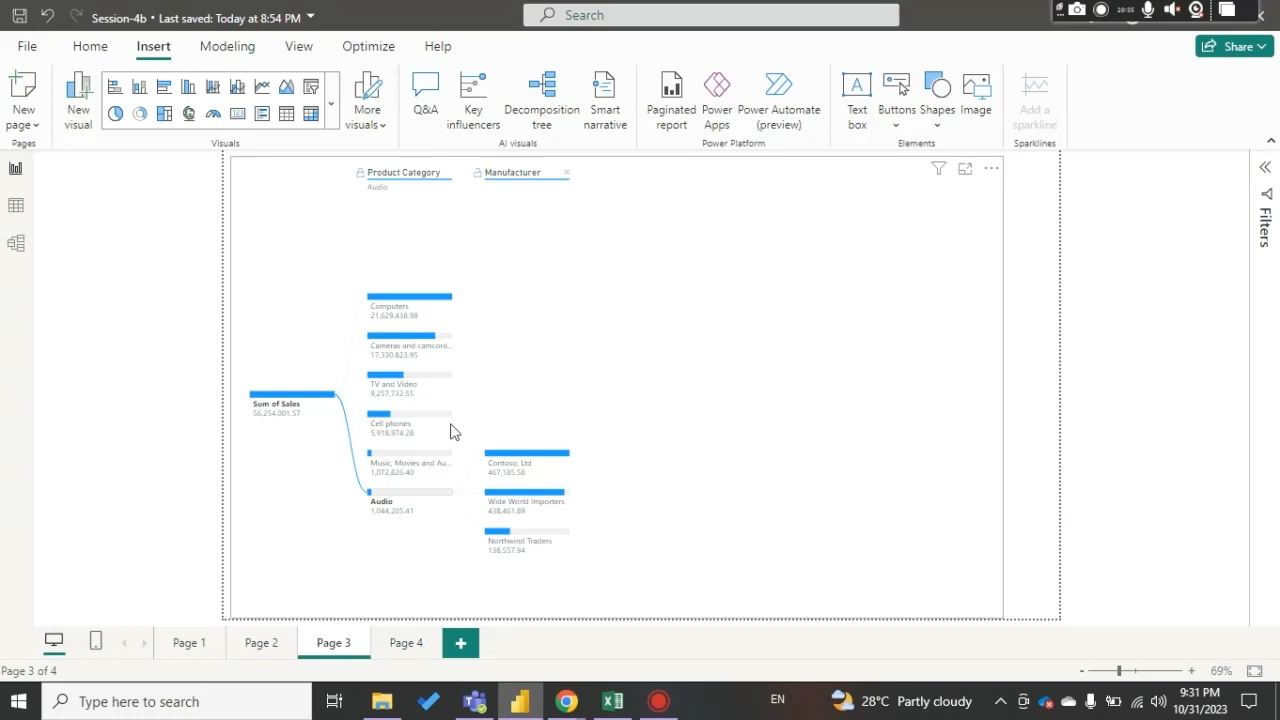 Session-4b • Last saved: Today at 8:54 PM
Search
20:35
File Home Insert Modeling View Optimize Help
Share
New page
New visual
More visuals
Q&A
Key influencers
Decomposition tree
Smart narrative
Paginated report
Power Apps
Power Automate (preview)
Text box
Buttons
Shapes
Image
Add a sparkline
Pages
Visuals
AI visuals
Power Platform
Elements
Sparklines
Product Category
Audio
Manufacturer
Computers
21,629,438.98
Cameras and camcord...
17,330,823.95
TV and Video
9,257,732.55
Sum of Sales
56,254,001.57
Cell phones
5,918,974.28
Music, Movies and Au...
1,072,826.40
Audio
1,044,205.41
Contoso, Ltd
467,185.58
Wide World Importers
438,461.89
Northwind Traders
138,557.94
Filters
Page 1 Page 2 Page 3 Page 4 +
Page 3 of 4
- + 69%
Type here to search
EN
28°C Partly cloudy
9:31 PM
10/31/2023